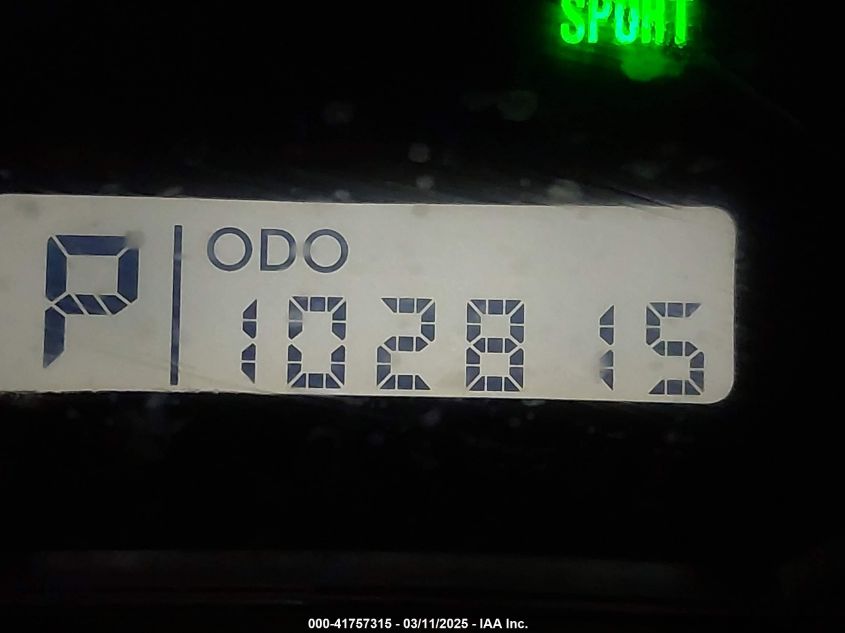 SPORT
P
ODO
102815
000-41757315 - 03/11/2025 - IAA Inc.